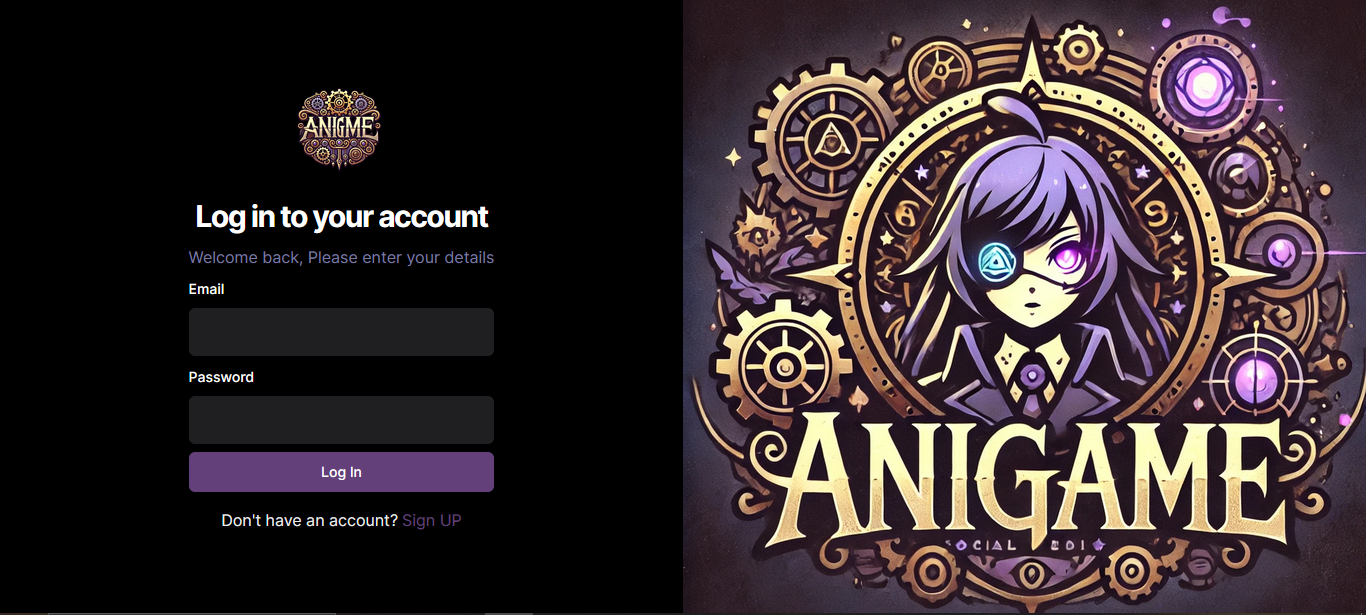 ANIGME
Log in to your account
Welcome back, Please enter your details
Email
Password
Log In
Don't have an account? Sign UP
ANIGAME
SOCIAL